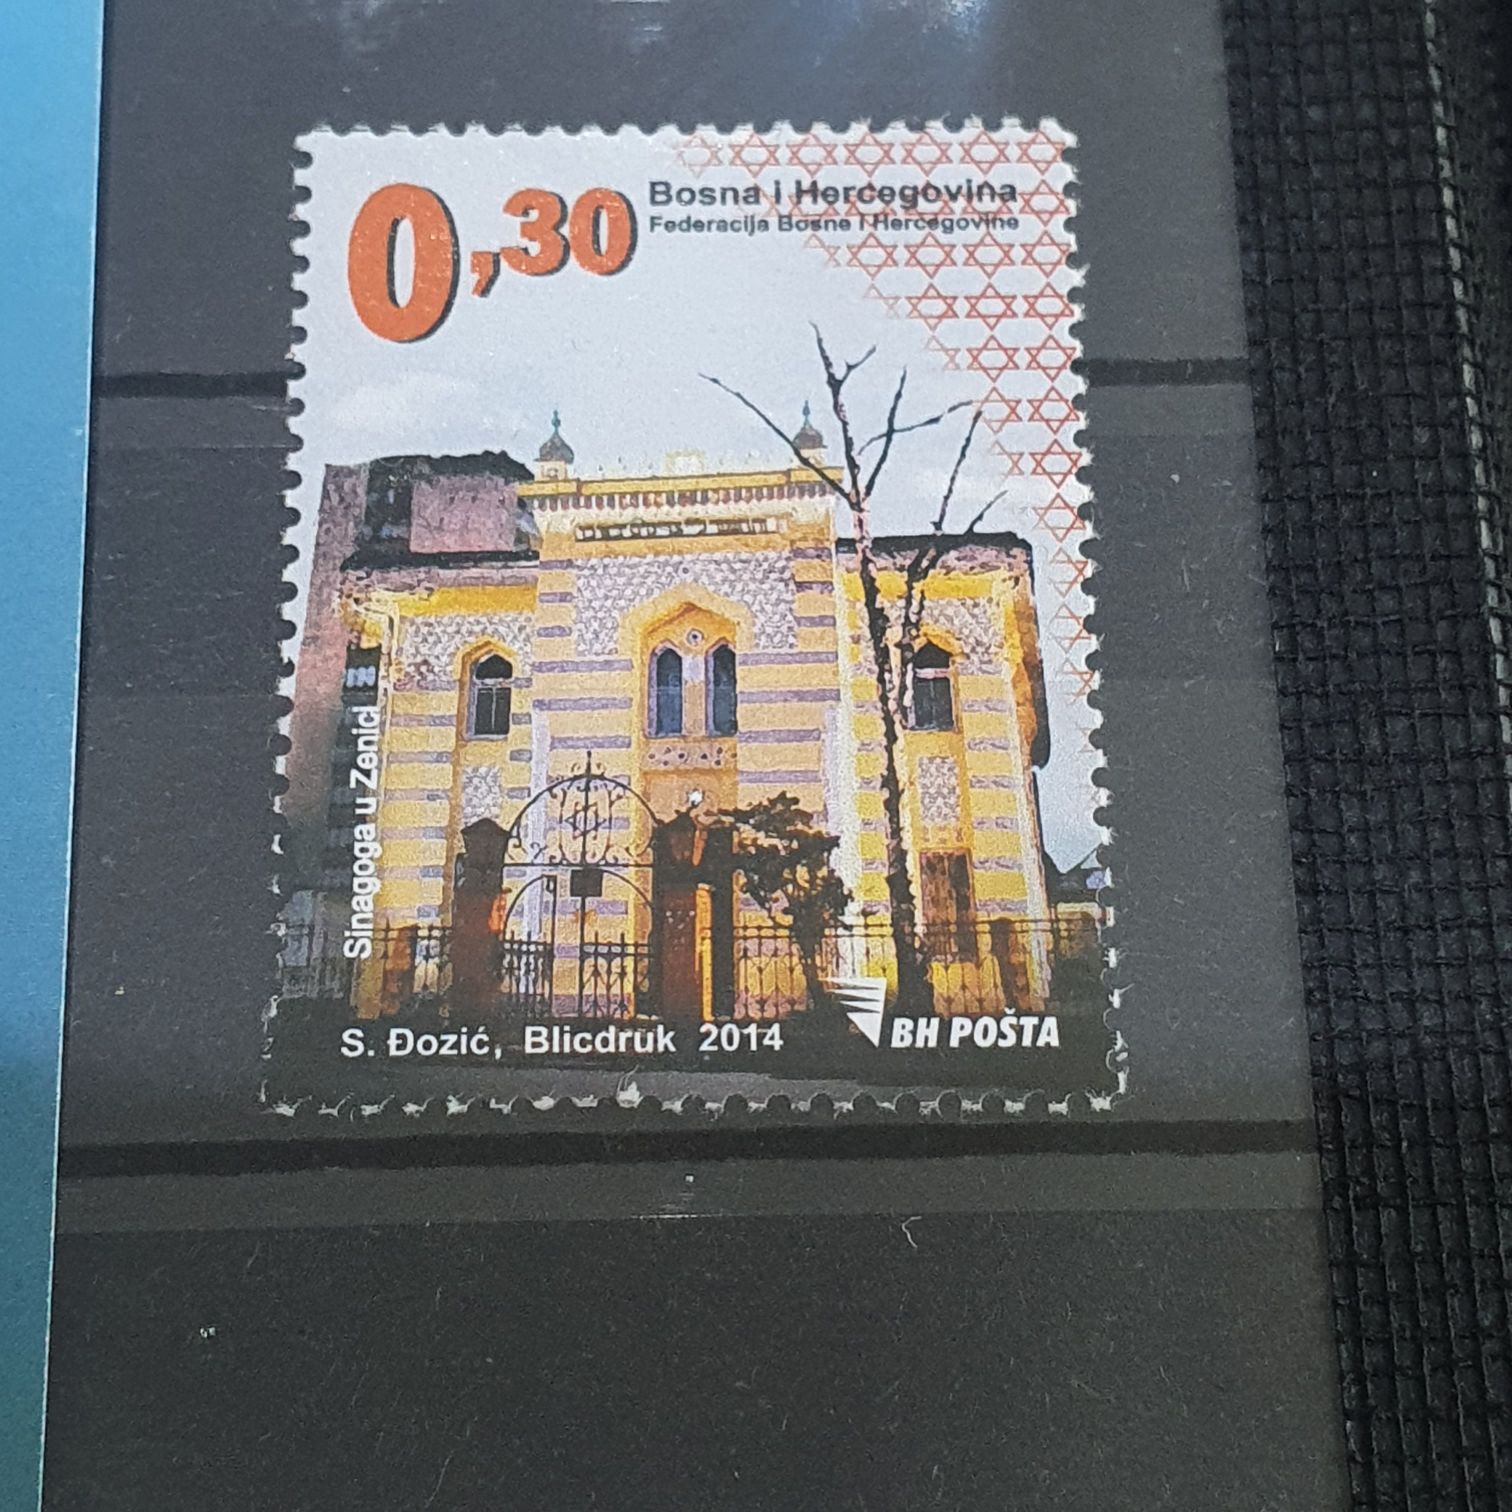 0,30
Bosna i Hercegovina
Federacija Bosne i Hercegovine
Sinagoga u Zenici
S. Đozić, Blicdruk 2014
BH POŠTA